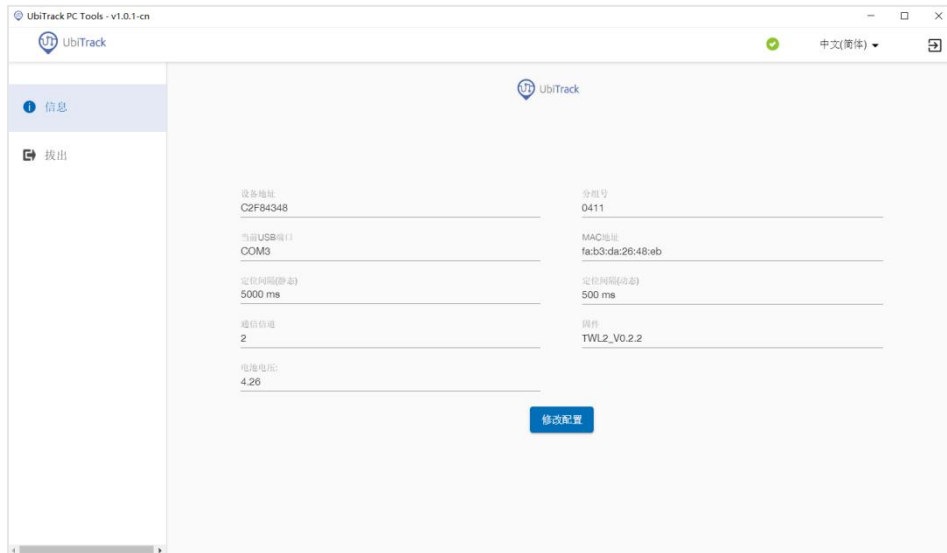 UbiTrack PC Tools - v1.0.1-cn
UbiTrack
中文(简体)
信息
拔出
UbiTrack
设备地址
C2F84348
分组号
0411
当前USB端口
COM3
MAC地址
fa:b3:da:26:48:eb
定位间隔(静态)
5000 ms
定位间隔(动态)
500 ms
通信信道
2
固件
TWL2_V0.2.2
电池电压:
4.26
修改配置